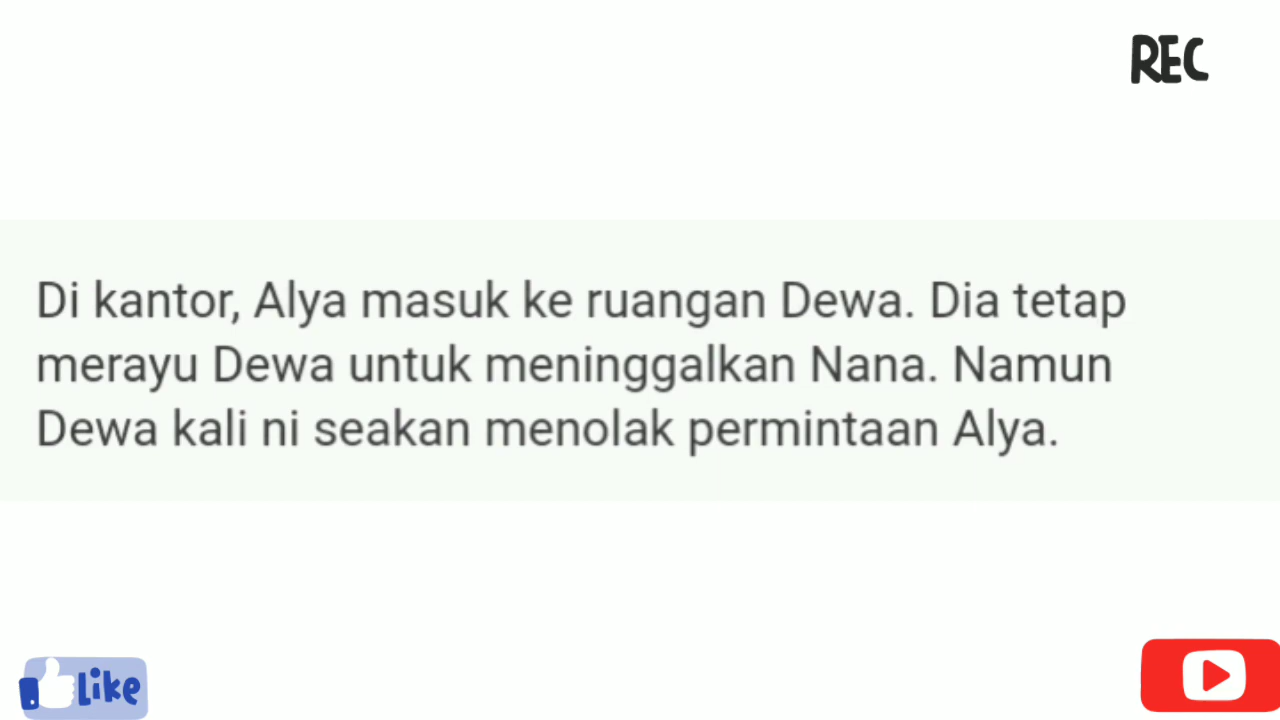 REC
Di kantor, Alya masuk ke ruangan Dewa. Dia tetap
merayu Dewa untuk meninggalkan Nana. Namun
Dewa kali ni seakan menolak permintaan Alya.
Like